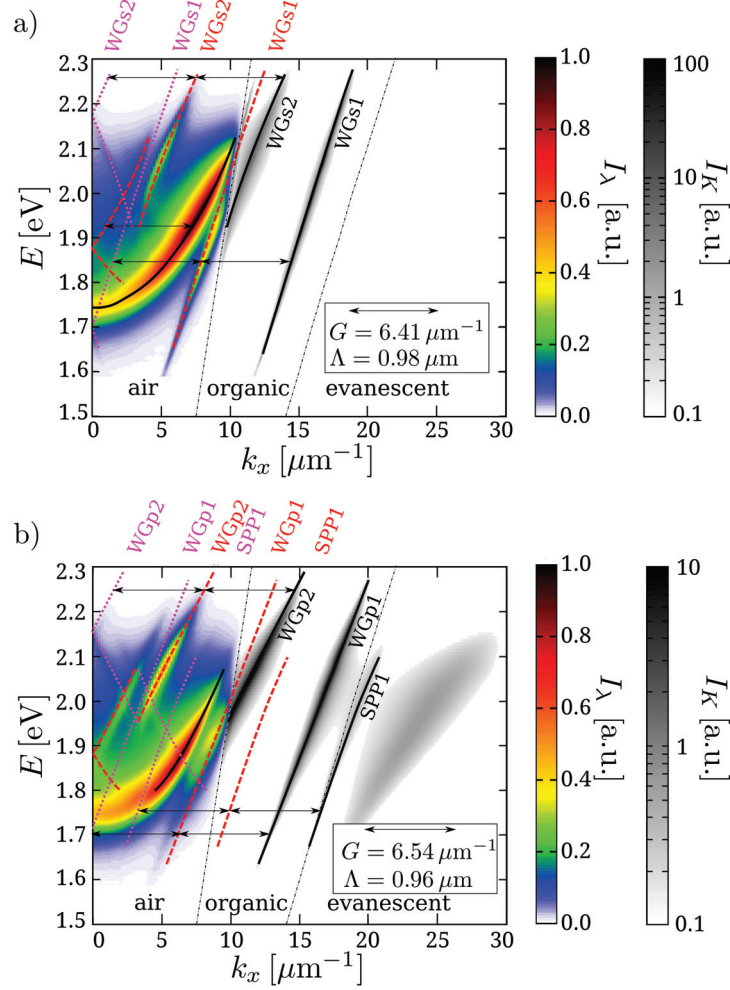 a)
WGs2
WGs1
WGs2
WGs1
2.3
2.2
2.1
2.0
1.9
1.8
1.7
1.6
1.5
E [eV]
WGs2
WGs1
G = 6.41 μm⁻¹
Λ = 0.98 μm
air
organic
evanescent
0
5
10
15
20
25
30
kₓ [μm⁻¹]
1.0
0.8
0.6
0.4
0.2
0.0
I_λ [a.u.]
100
10
1
0.1
I_K [a.u.]
b)
WGp2
WGp1
WGp2
SPP1
WGp1
SPP1
2.3
2.2
2.1
2.0
1.9
1.8
1.7
1.6
1.5
E [eV]
WGp2
WGp1
SPP1
G = 6.54 μm⁻¹
Λ = 0.96 μm
air
organic
evanescent
0
5
10
15
20
25
30
kₓ [μm⁻¹]
1.0
0.8
0.6
0.4
0.2
0.0
I_λ [a.u.]
10
1
0.1
I_K [a.u.]